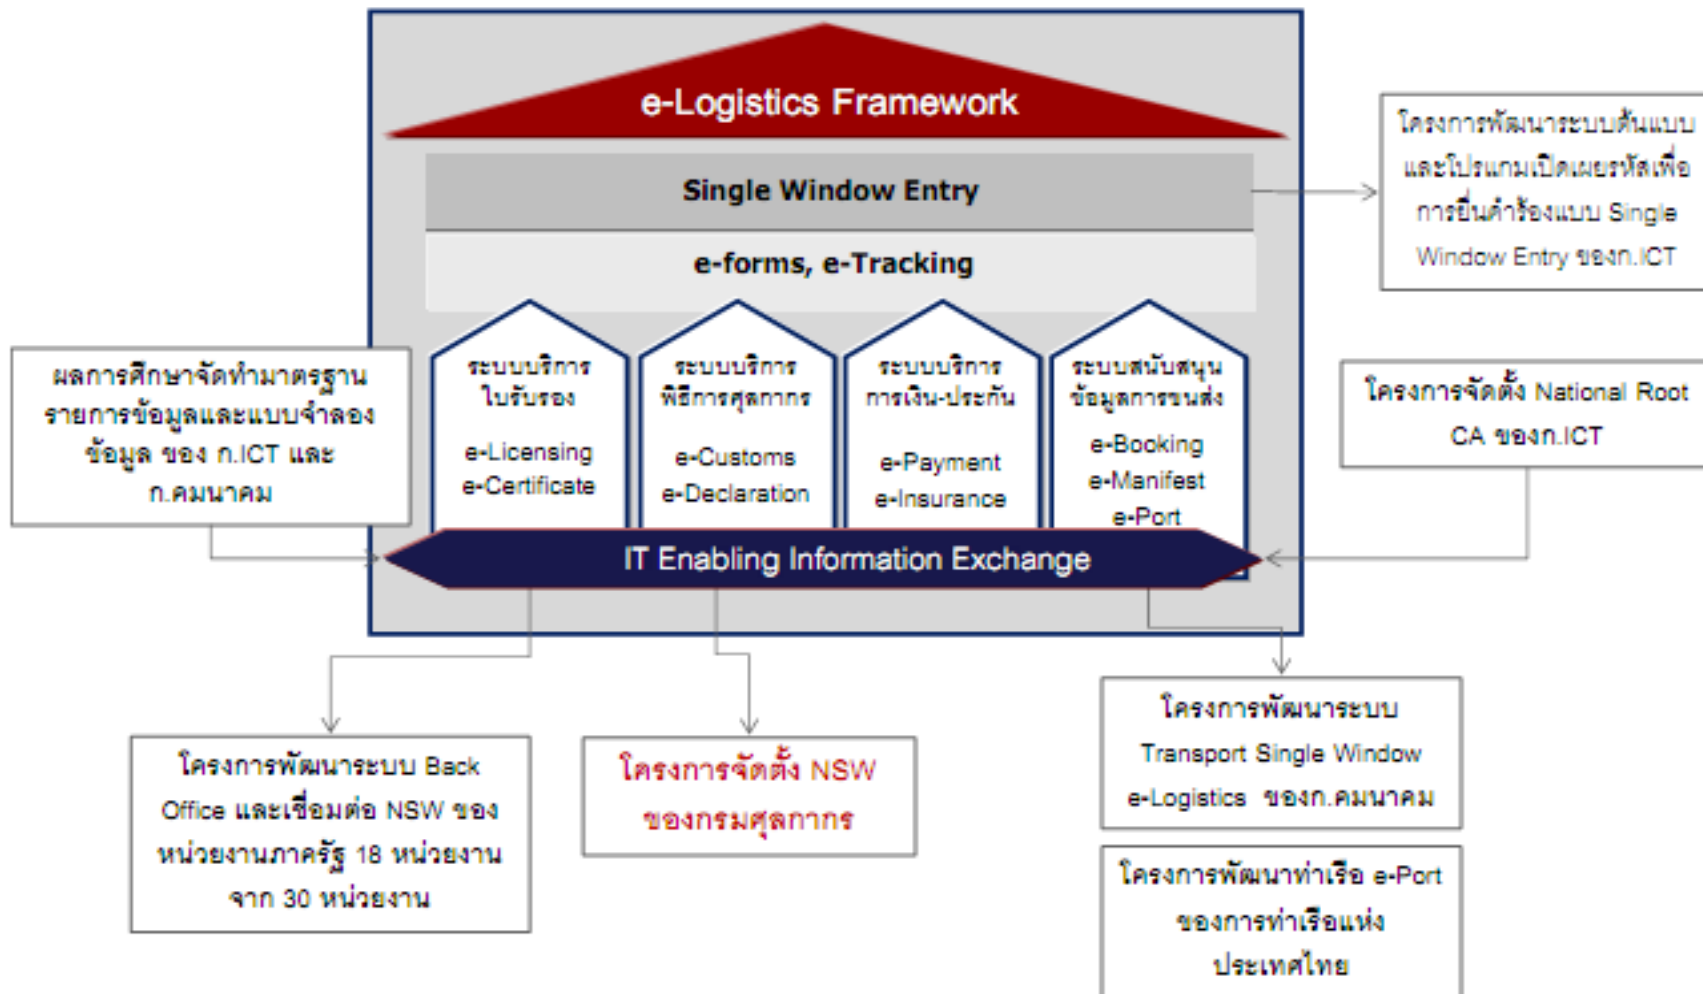 e-Logistics Framework
Single Window Entry
e-forms, e-Tracking
โครงการพัฒนาระบบต้นแบบ
และโปรแกมเปิดเผยรหัสเพื่อ
การยื่นคำร้องแบบ Single
Window Entry ของก.ICT
ผลการศึกษาจัดทำมาตรฐาน
รายการข้อมูลและแบบจำลอง
ข้อมูล ของ ก.ICT และ
ก.คมนาคม
ระบบบริการ
ใบรับรอง
e-Licensing
e-Certificate
ระบบบริการ
พิธีการศุลกากร
e-Customs
e-Declaration
ระบบบริการ
การเงิน-ประกัน
e-Payment
e-Insurance
ระบบสนับสนุน
ข้อมูลการขนส่ง
e-Booking
e-Manifest
e-Port
โครงการจัดตั้ง National Root
CA ของก.ICT
IT Enabling Information Exchange
โครงการพัฒนาระบบ Back
Office และเชื่อมต่อ NSW ของ
หน่วยงานภาครัฐ 18 หน่วยงาน
จาก 30 หน่วยงาน
โครงการจัดตั้ง NSW
ของกรมศุลกากร
โครงการพัฒนาระบบ
Transport Single Window
e-Logistics ของก.คมนาคม
โครงการพัฒนาท่าเรือ e-Port
ของการท่าเรือแห่ง
ประเทศไทย